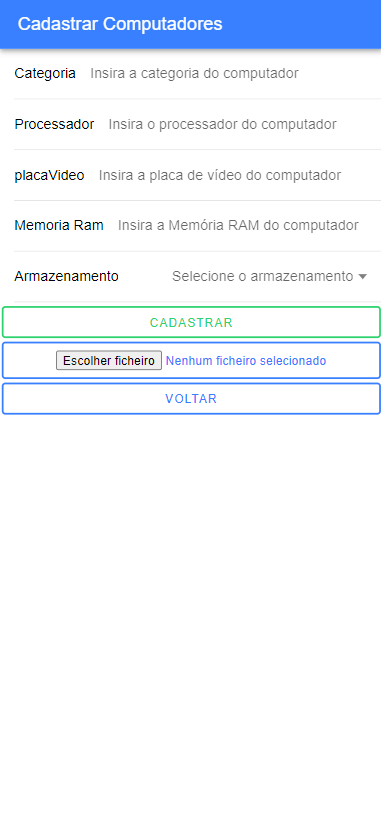 Cadastrar Computadores
Categoria Insira a categoria do computador
Processador Insira o processador do computador
placaVideo Insira a placa de vídeo do computador
Memoria Ram Insira a Memória RAM do computador
Armazenamento Selecione o armazenamento
CADASTRAR
Escolher ficheiro Nenhum ficheiro selecionado
VOLTAR